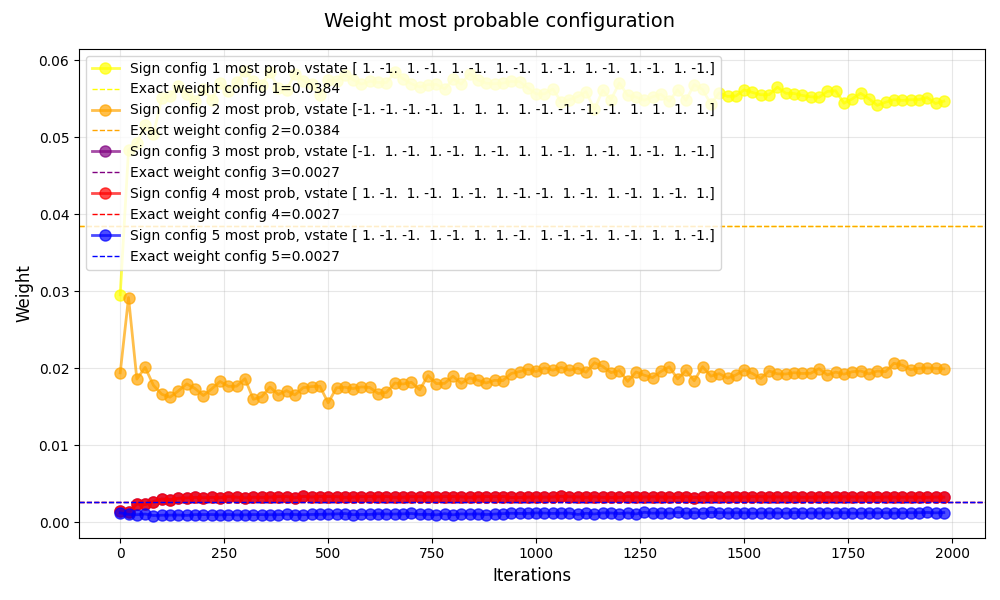 Weight most probable configuration
0.06
0.05
0.04
0.03
0.02
0.01
0.00
Weight
Sign config 1 most prob, vstate [ 1. -1.  1. -1.  1. -1.  1. -1.  1. -1.  1. -1.  1. -1.  1. -1.]
Exact weight config 1=0.0384
Sign config 2 most prob, vstate [-1. -1. -1. -1.  1.  1.  1.  1. -1. -1. -1. -1.  1.  1.  1.  1.]
Exact weight config 2=0.0384
Sign config 3 most prob, vstate [-1.  1. -1.  1. -1.  1. -1.  1.  1. -1.  1. -1.  1. -1.  1. -1.]
Exact weight config 3=0.0027
Sign config 4 most prob, vstate [ 1. -1.  1. -1.  1. -1.  1. -1. -1.  1. -1.  1. -1.  1. -1.  1.]
Exact weight config 4=0.0027
Sign config 5 most prob, vstate [ 1. -1. -1.  1. -1.  1.  1. -1.  1. -1. -1.  1. -1.  1.  1. -1.]
Exact weight config 5=0.0027
0 250 500 750 1000 1250 1500 1750 2000
Iterations